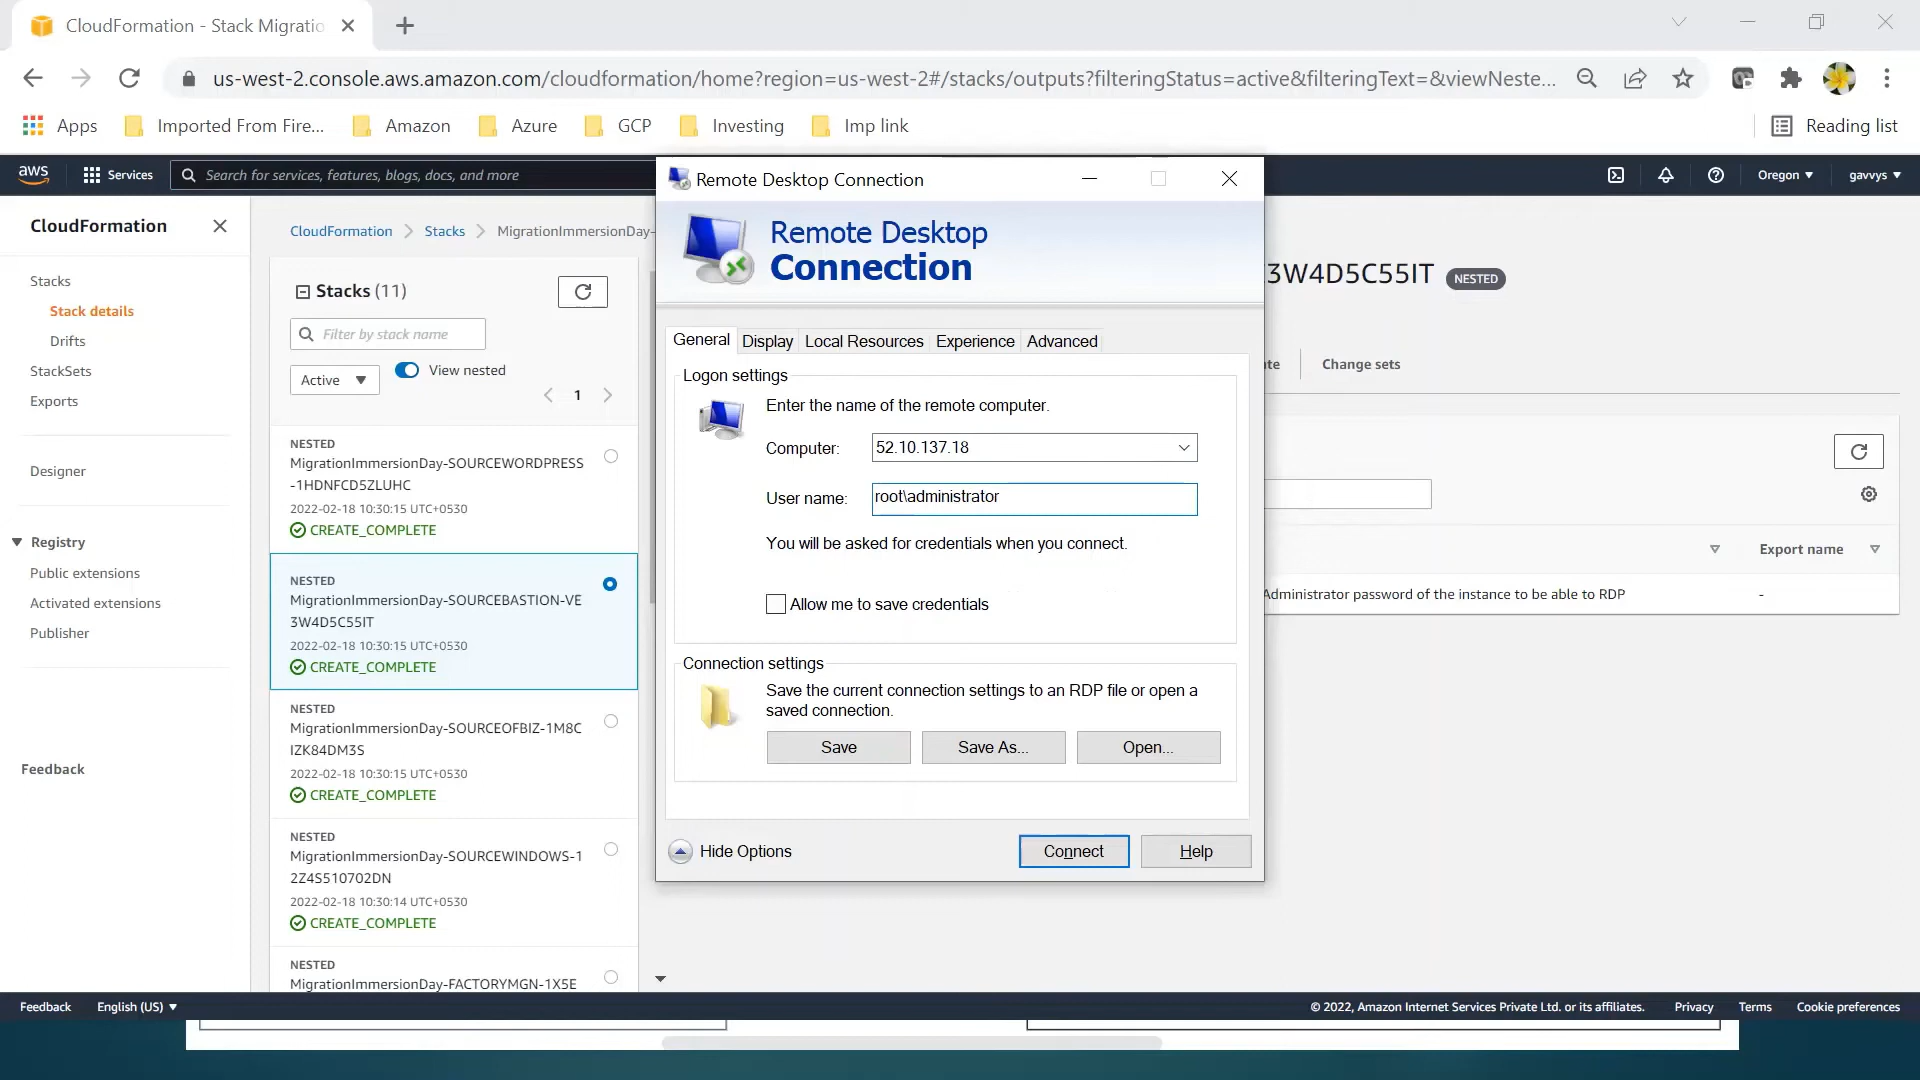 CloudFormation - Stack Migratio
us-west-2.console.aws.amazon.com/cloudformation/home?region=us-west-2#/stacks/outputs?filteringStatus=active&filteringText=&viewNeste...
Apps
Imported From Fire...
Amazon
Azure
GCP
Investing
Imp link
Reading list
aws
Services
Search for services, features, blogs, docs, and more
Oregon
gavvys
CloudFormation
Stacks
Stack details
Drifts
StackSets
Exports
Designer
Registry
Public extensions
Activated extensions
Publisher
Feedback
CloudFormation
Stacks
MigrationImmersionDay-
Stacks (11)
Filter by stack name
Active
View nested
1
NESTED
MigrationImmersionDay-SOURCEWORDPRESS
-1HDNFCD5ZLUHC
2022-02-18 10:30:15 UTC+0530
CREATE_COMPLETE
NESTED
MigrationImmersionDay-SOURCEBASTION-VE
3W4D5C55IT
2022-02-18 10:30:15 UTC+0530
CREATE_COMPLETE
NESTED
MigrationImmersionDay-SOURCEOFBIZ-1M8C
IZK84DM3S
2022-02-18 10:30:15 UTC+0530
CREATE_COMPLETE
NESTED
MigrationImmersionDay-SOURCEWINDOWS-1
2Z4S510702DN
2022-02-18 10:30:14 UTC+0530
CREATE_COMPLETE
NESTED
MigrationImmersionDay-FACTORYMGN-1X5E
Remote Desktop Connection
Remote Desktop
Connection
General
Display
Local Resources
Experience
Advanced
Logon settings
Enter the name of the remote computer.
Computer:
52.10.137.18
User name:
root\administrator
You will be asked for credentials when you connect.
Allow me to save credentials
Connection settings
Save the current connection settings to an RDP file or open a
saved connection.
Save
Save As...
Open...
Hide Options
Connect
Help
3W4D5C55IT
NESTED
te
Change sets
Export name
Administrator password of the instance to be able to RDP
-
Feedback
English (US)
© 2022, Amazon Internet Services Private Ltd. or its affiliates.
Privacy
Terms
Cookie preferences